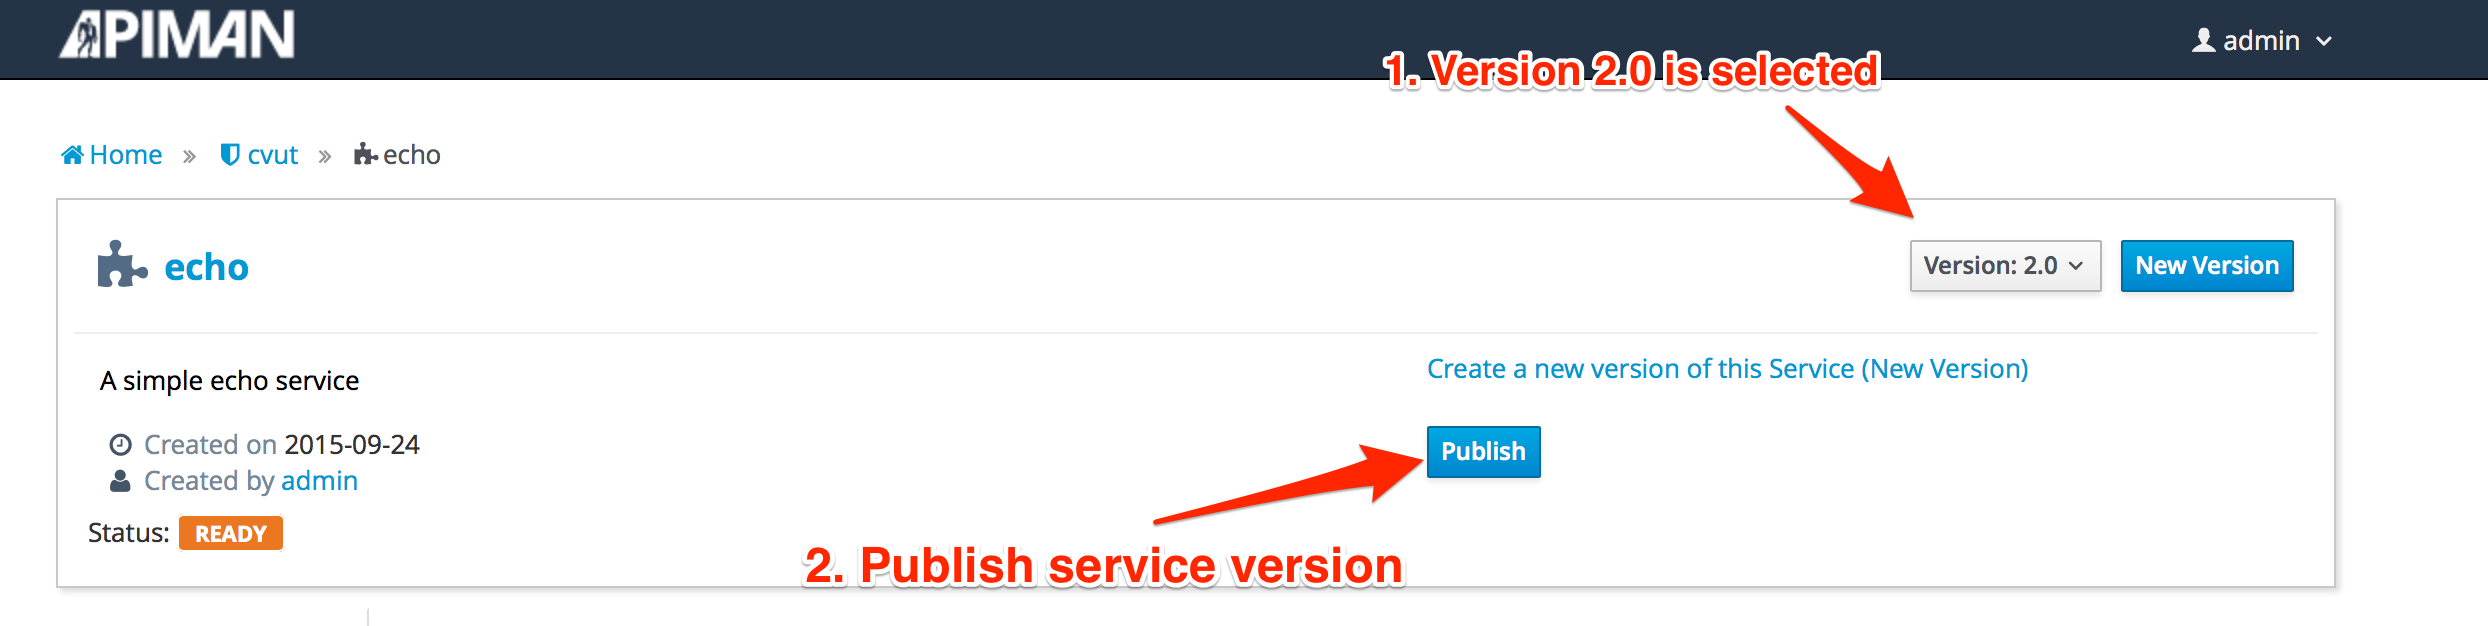 APIMAN
admin
1. Version 2.0 is selected
Home » cvut » echo
echo
Version: 2.0
New Version
A simple echo service
Create a new version of this Service (New Version)
Created on 2015-09-24
Publish
Created by admin
Status: READY
2. Publish service version